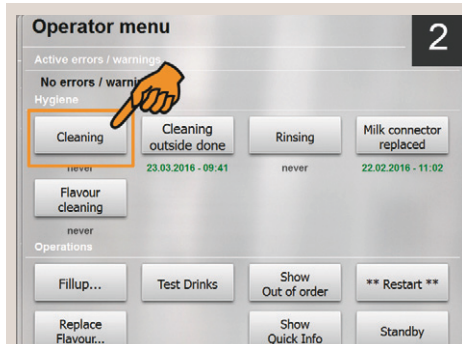 Operator menu
2
Active errors / warnings
No errors / warni
Hygiene
Cleaning
Cleaning
outside done
Rinsing
Milk connector
replaced
never
23.03.2016 - 09:41
never
22.02.2016 - 11:02
Flavour
cleaning
never
Operations
Fillup...
Test Drinks
Show
Out of order
** Restart **
Replace
Flavour...
Show
Quick Info
Standby